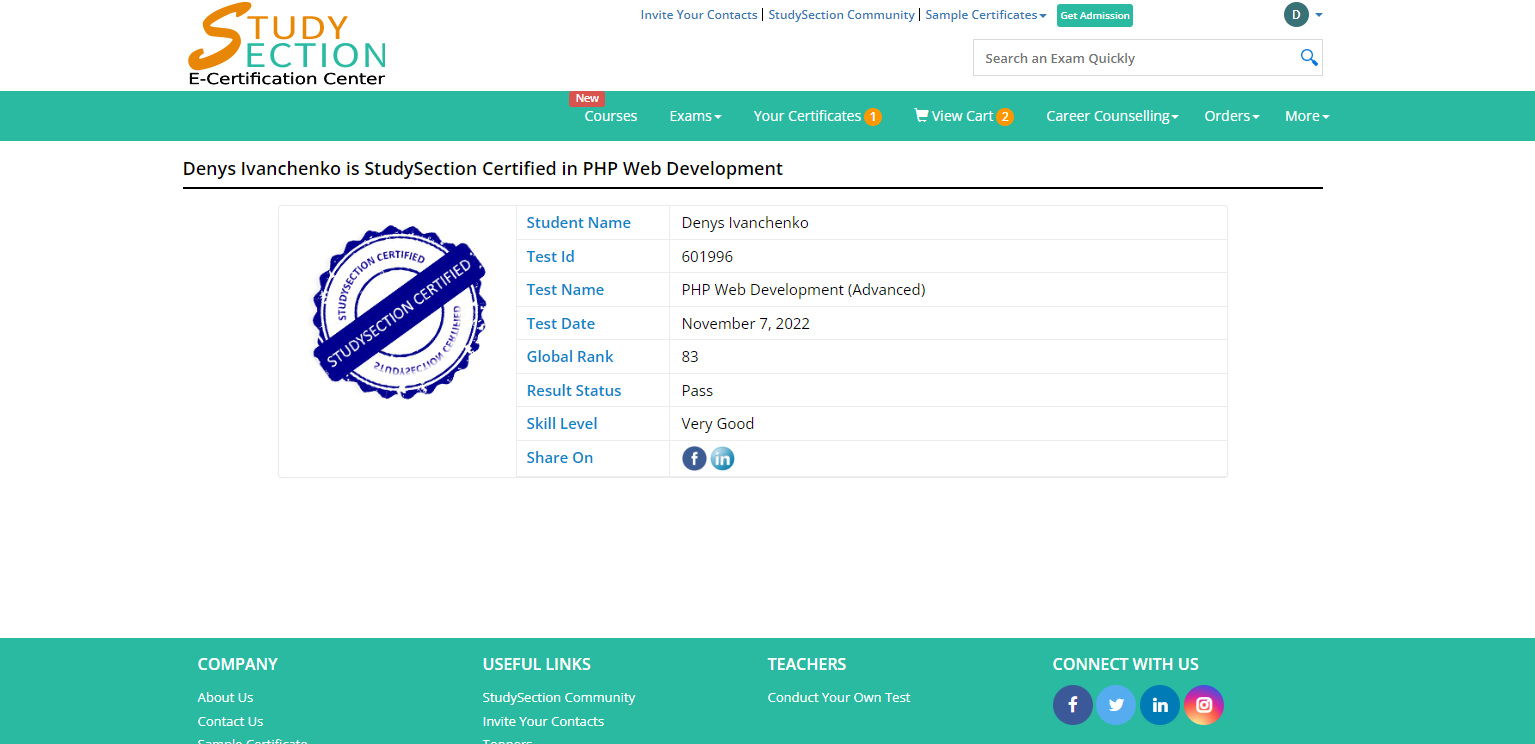 STUDY
SECTION
E-Certification Center
Invite Your Contacts | StudySection Community | Sample Certificates Get Admission D
Search an Exam Quickly
New
Courses Exams Your Certificates 1 View Cart 2 Career Counselling Orders More
Denys Ivanchenko is StudySection Certified in PHP Web Development
STUDYSECTION CERTIFIED
STUDYSECTION CERTIFIED
STUDYSECTION CERTIFIED
Student Name Denys Ivanchenko
Test Id 601996
Test Name PHP Web Development (Advanced)
Test Date November 7, 2022
Global Rank 83
Result Status Pass
Skill Level Very Good
Share On f in
COMPANY USEFUL LINKS TEACHERS CONNECT WITH US
About Us StudySection Community Conduct Your Own Test f in
Contact Us Invite Your Contacts
Sample Certificate Toppers